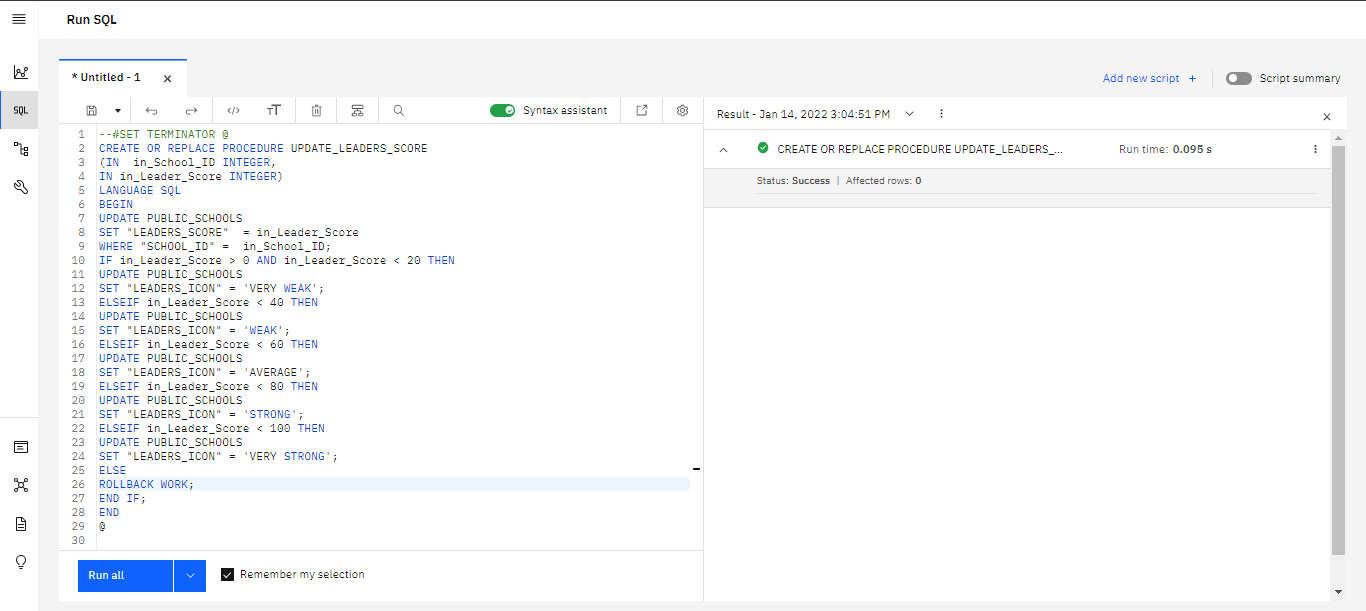 Run SQL
* Untitled - 1
Add new script +
Script summary
SQL
Syntax assistant
Result - Jan 14, 2022 3:04:51 PM
1 --#SET TERMINATOR @
2 CREATE OR REPLACE PROCEDURE UPDATE_LEADERS_SCORE
3 (IN  in_School_ID INTEGER,
4 IN in_Leader_Score INTEGER)
5 LANGUAGE SQL
6 BEGIN
7 UPDATE PUBLIC_SCHOOLS
8 SET "LEADERS_SCORE"  = in_Leader_Score
9 WHERE "SCHOOL_ID" =  in_School_ID;
10 IF in_Leader_Score > 0 AND in_Leader_Score < 20 THEN
11 UPDATE PUBLIC_SCHOOLS
12 SET "LEADERS_ICON" = 'VERY WEAK';
13 ELSEIF in_Leader_Score < 40 THEN
14 UPDATE PUBLIC_SCHOOLS
15 SET "LEADERS_ICON" = 'WEAK';
16 ELSEIF in_Leader_Score < 60 THEN
17 UPDATE PUBLIC_SCHOOLS
18 SET "LEADERS_ICON" = 'AVERAGE';
19 ELSEIF in_Leader_Score < 80 THEN
20 UPDATE PUBLIC_SCHOOLS
21 SET "LEADERS_ICON" = 'STRONG';
22 ELSEIF in_Leader_Score < 100 THEN
23 UPDATE PUBLIC_SCHOOLS
24 SET "LEADERS_ICON" = 'VERY STRONG';
25 ELSE
26 ROLLBACK WORK;
27 END IF;
28 END
29 @
30
CREATE OR REPLACE PROCEDURE UPDATE_LEADERS_...
Run time: 0.095 s
Status: Success | Affected rows: 0
Run all
Remember my selection